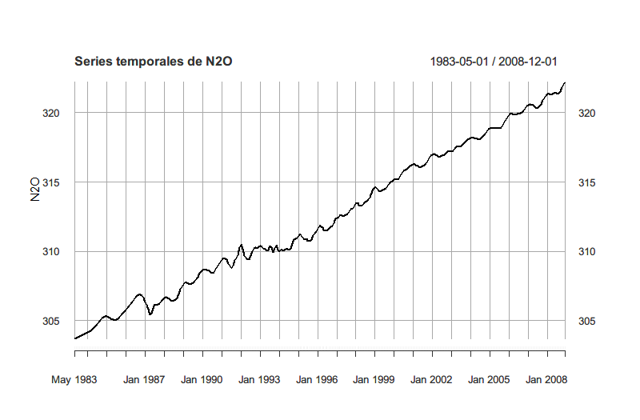 Series temporales de N2O 1983-05-01 / 2008-12-01
320 320
315 315
N2O
310 310
305 305
May 1983 Jan 1987 Jan 1990 Jan 1993 Jan 1996 Jan 1999 Jan 2002 Jan 2005 Jan 2008